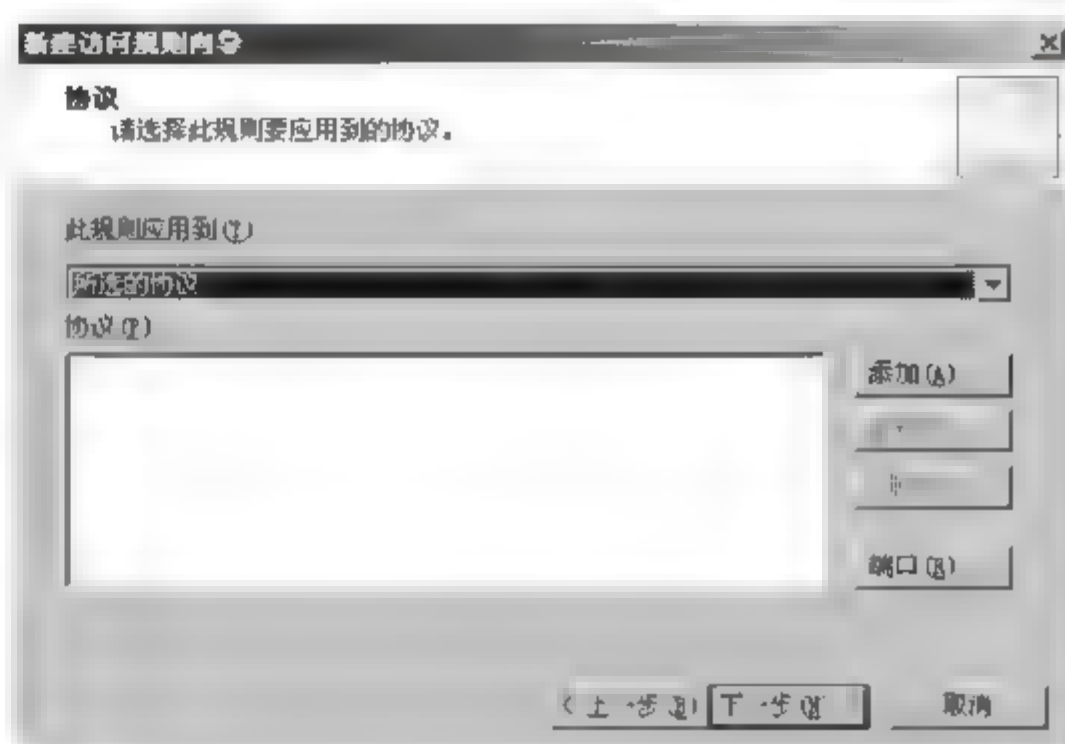 新建访问规则向导
协议
请选择此规则要应用到的协议。
此规则应用到(T)
所选的协议
协议(P)
添加(A)
端口(R)
< 上一步(B)
下一步(N)
取消